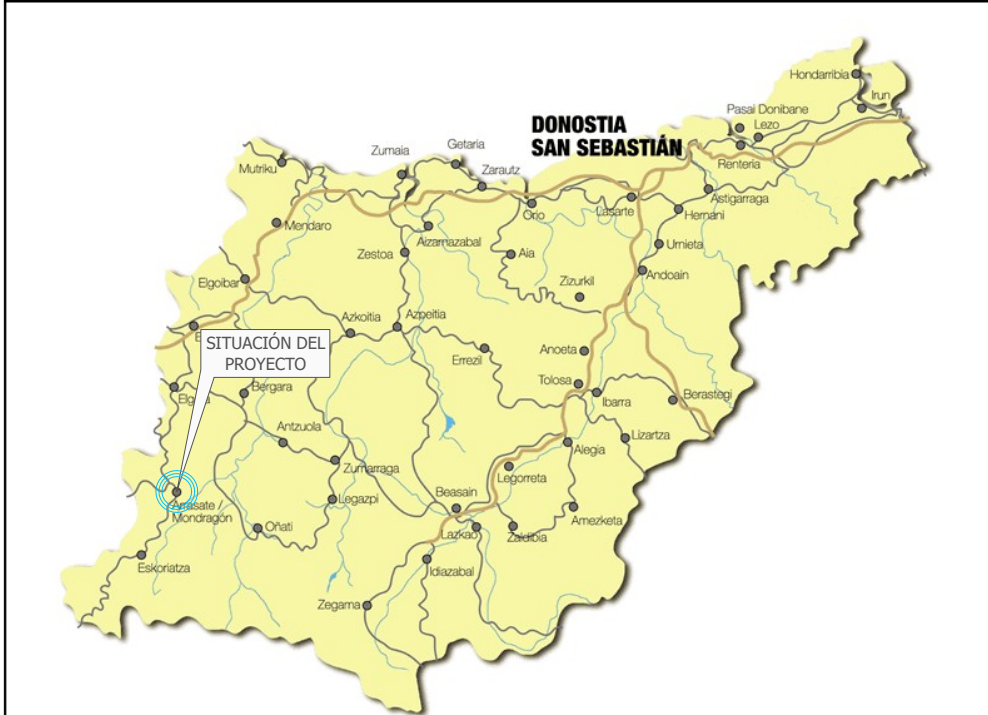 Hondarribia
Irun
Pasai Donibane
Lezo
DONOSTIA
SAN SEBASTIÁN
Renteria
Getaria
Zumaia
Zarautz
Mutriku
Orio
Lasarte
Astigarraga
Hernani
Mendaro
Aizarnazabal
Urnieta
Zestoa
Aia
Andoain
Elgoibar
Zizurkil
Azkoitia
Azpeitia
SITUACIÓN DEL
PROYECTO
Errezil
Anoeta
Tolosa
Ibarra
Berastegi
Bergara
Antzuola
Alegia
Lizartza
Zumarraga
Legorreta
Legazpi
Beasain
Arrasate /
Mondragón
Amezketa
Oñati
Lazkao
Zaldibia
Eskoriatza
Idiazabal
Zegama